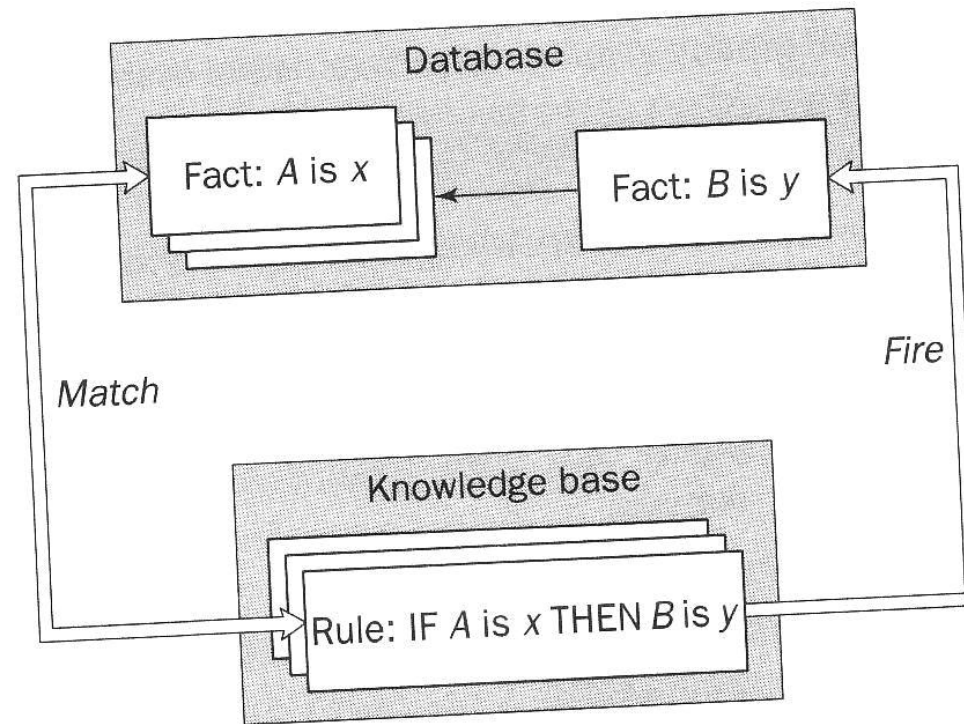 Database
Fact: A is x
Fact: B is y
Match
Fire
Knowledge base
Rule: IF A is x THEN B is y